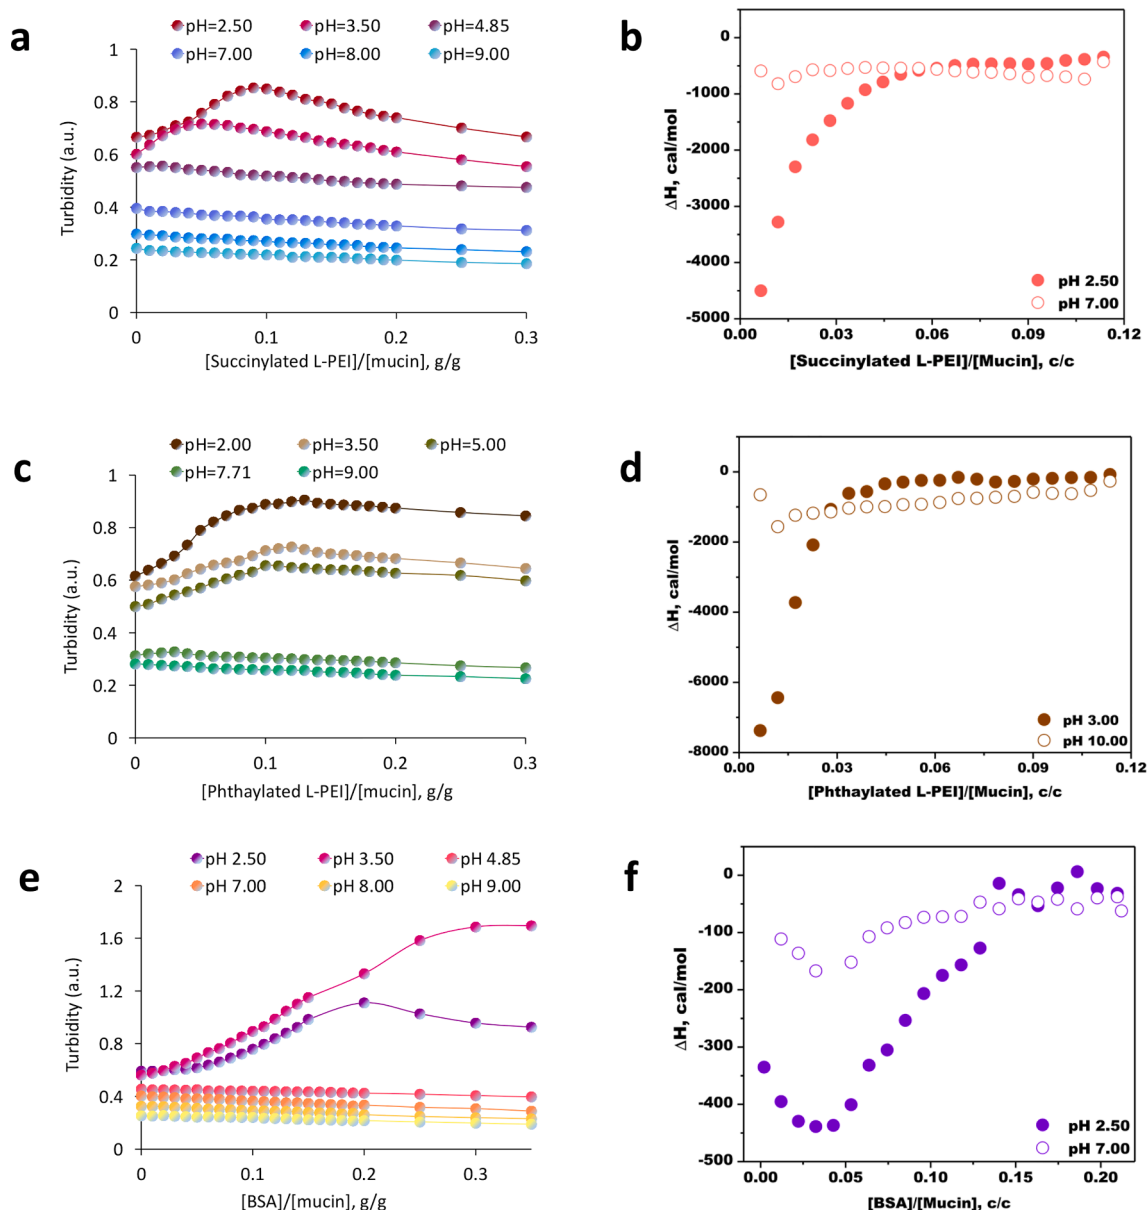 a
pH=2.50 pH=3.50 pH=4.85
pH=7.00 pH=8.00 pH=9.00
1
0.8
0.6
0.4
0.2
0
Turbidity (a.u.)
0 0.1 0.2 0.3
[Succinylated L-PEI]/[mucin], g/g
b
0
-1000
-2000
-3000
-4000
-5000
ΔH, cal/mol
pH 2.50
pH 7.00
0.00 0.03 0.06 0.09 0.12
[Succinylated L-PEI]/[Mucin], c/c
c
pH=2.00 pH=3.50 pH=5.00
pH=7.71 pH=9.00
1
0.8
0.6
0.4
0.2
0
Turbidity (a.u.)
0 0.1 0.2 0.3
[Phthaylated L-PEI]/[mucin], g/g
d
0
-2000
-4000
-6000
-8000
ΔH, cal/mol
pH 3.00
pH 10.00
0.00 0.03 0.06 0.09 0.12
[Phthaylated L-PEI]/[Mucin], c/c
e
pH 2.50 pH 3.50 pH 4.85
pH 7.00 pH 8.00 pH 9.00
2
1.6
1.2
0.8
0.4
0
Turbidity (a.u.)
0 0.1 0.2 0.3
[BSA]/[mucin], g/g
f
0
-100
-200
-300
-400
-500
ΔH, cal/mol
pH 2.50
pH 7.00
0.00 0.05 0.10 0.15 0.20
[BSA]/[Mucin], c/c